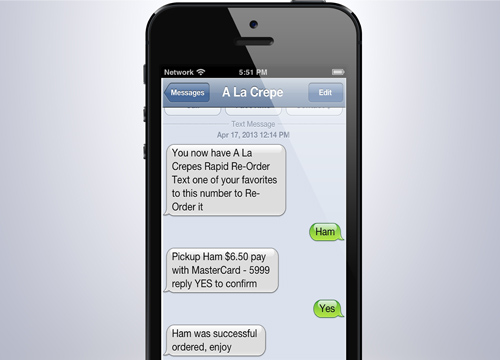 Network 5:51 PM
Messages A La Crepe Edit
Text Message
Apr 17, 2013 12:14 PM
You now have A La
Crepes Rapid Re-Order
Text one of your favorites
to this number to Re-
Order it
Ham
Pickup Ham $6.50 pay
with MasterCard - 5999
reply YES to confirm
Yes
Ham was successful
ordered, enjoy